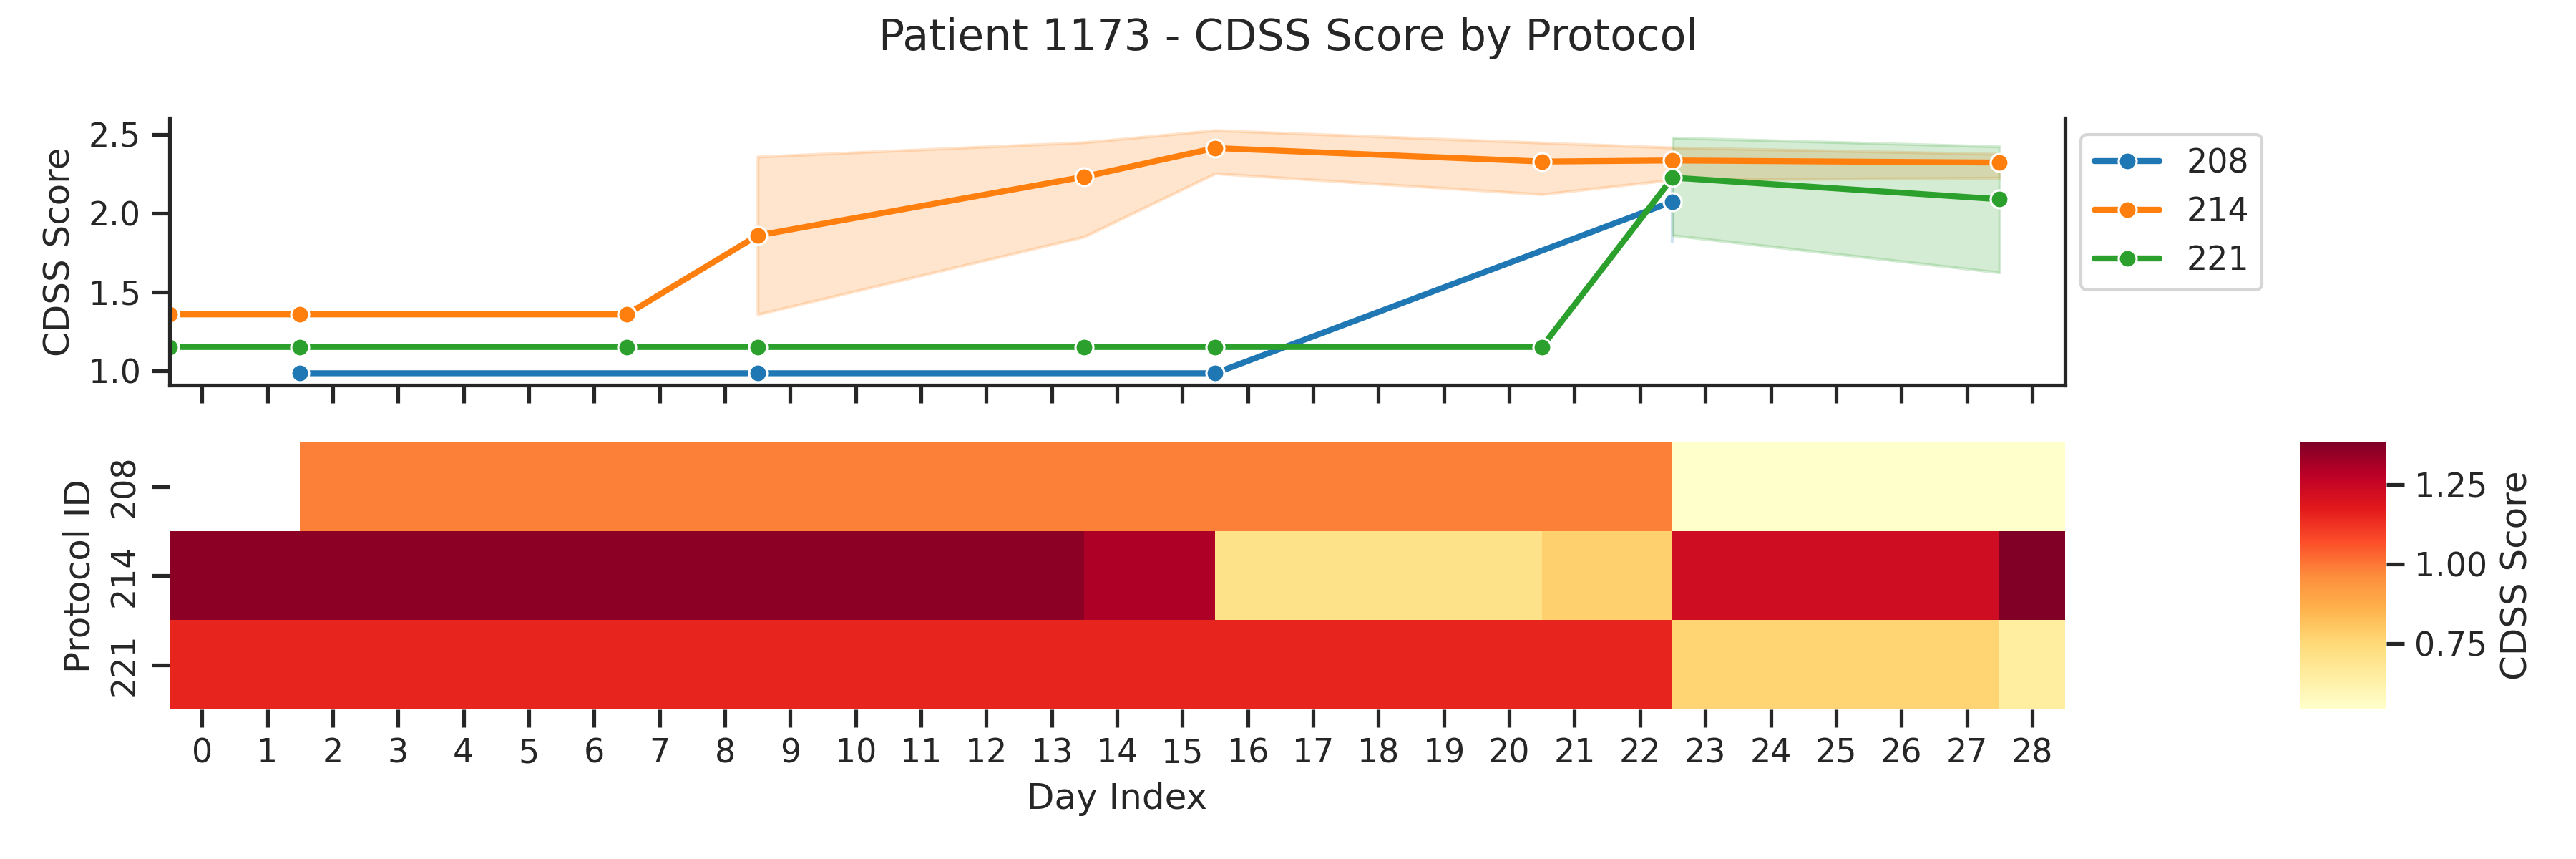 Patient 1173 - CDSS Score by Protocol
CDSS Score
2.5
2.0
1.5
1.0
208
214
221
Protocol ID
208
214
221
0 1 2 3 4 5 6 7 8 9 10 11 12 13 14 15 16 17 18 19 20 21 22 23 24 25 26 27 28
Day Index
1.25
1.00
0.75
CDSS Score